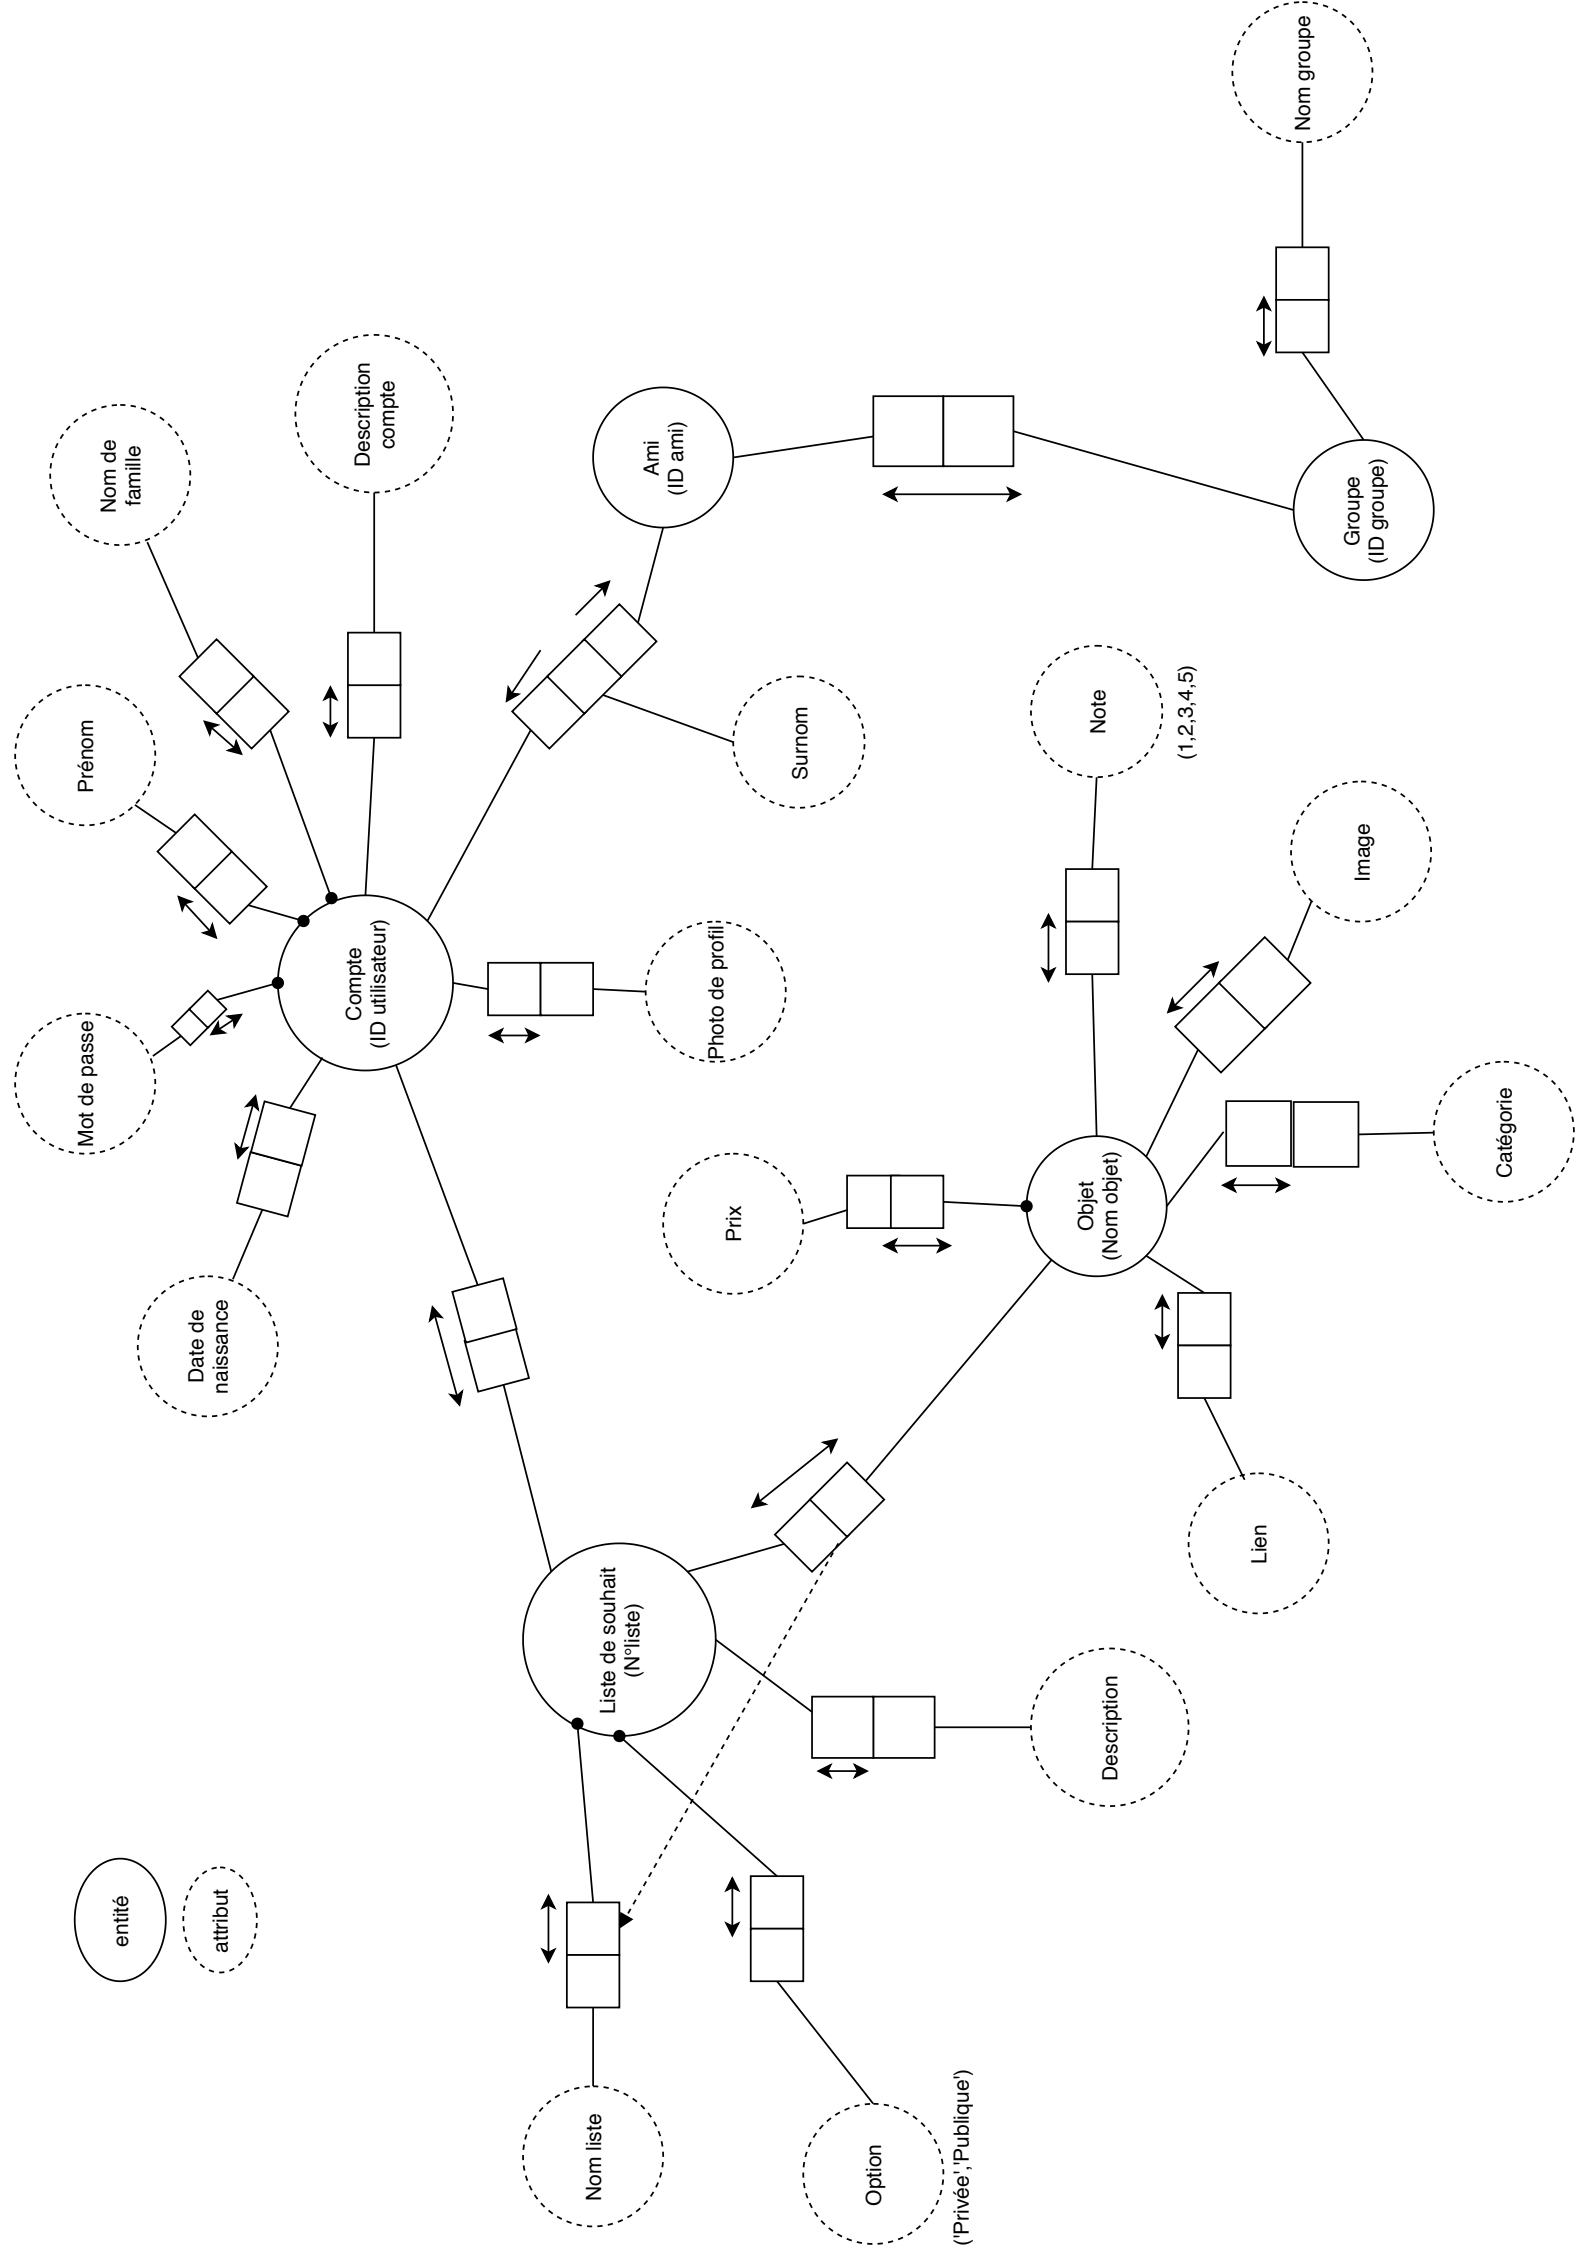 entité
attribut
Nom liste
Option
('Privée','Publique')
Liste de souhait
(N°liste)
Description
Lien
Date de
naissance
Prix
Objet
(Nom objet)
Catégorie
Mot de passe
Compte
(ID utilisateur)
Photo de profil
Image
Prénom
Surnom
Note
(1,2,3,4,5)
Nom de
famille
Description
compte
Ami
(ID ami)
Groupe
(ID groupe)
Nom groupe